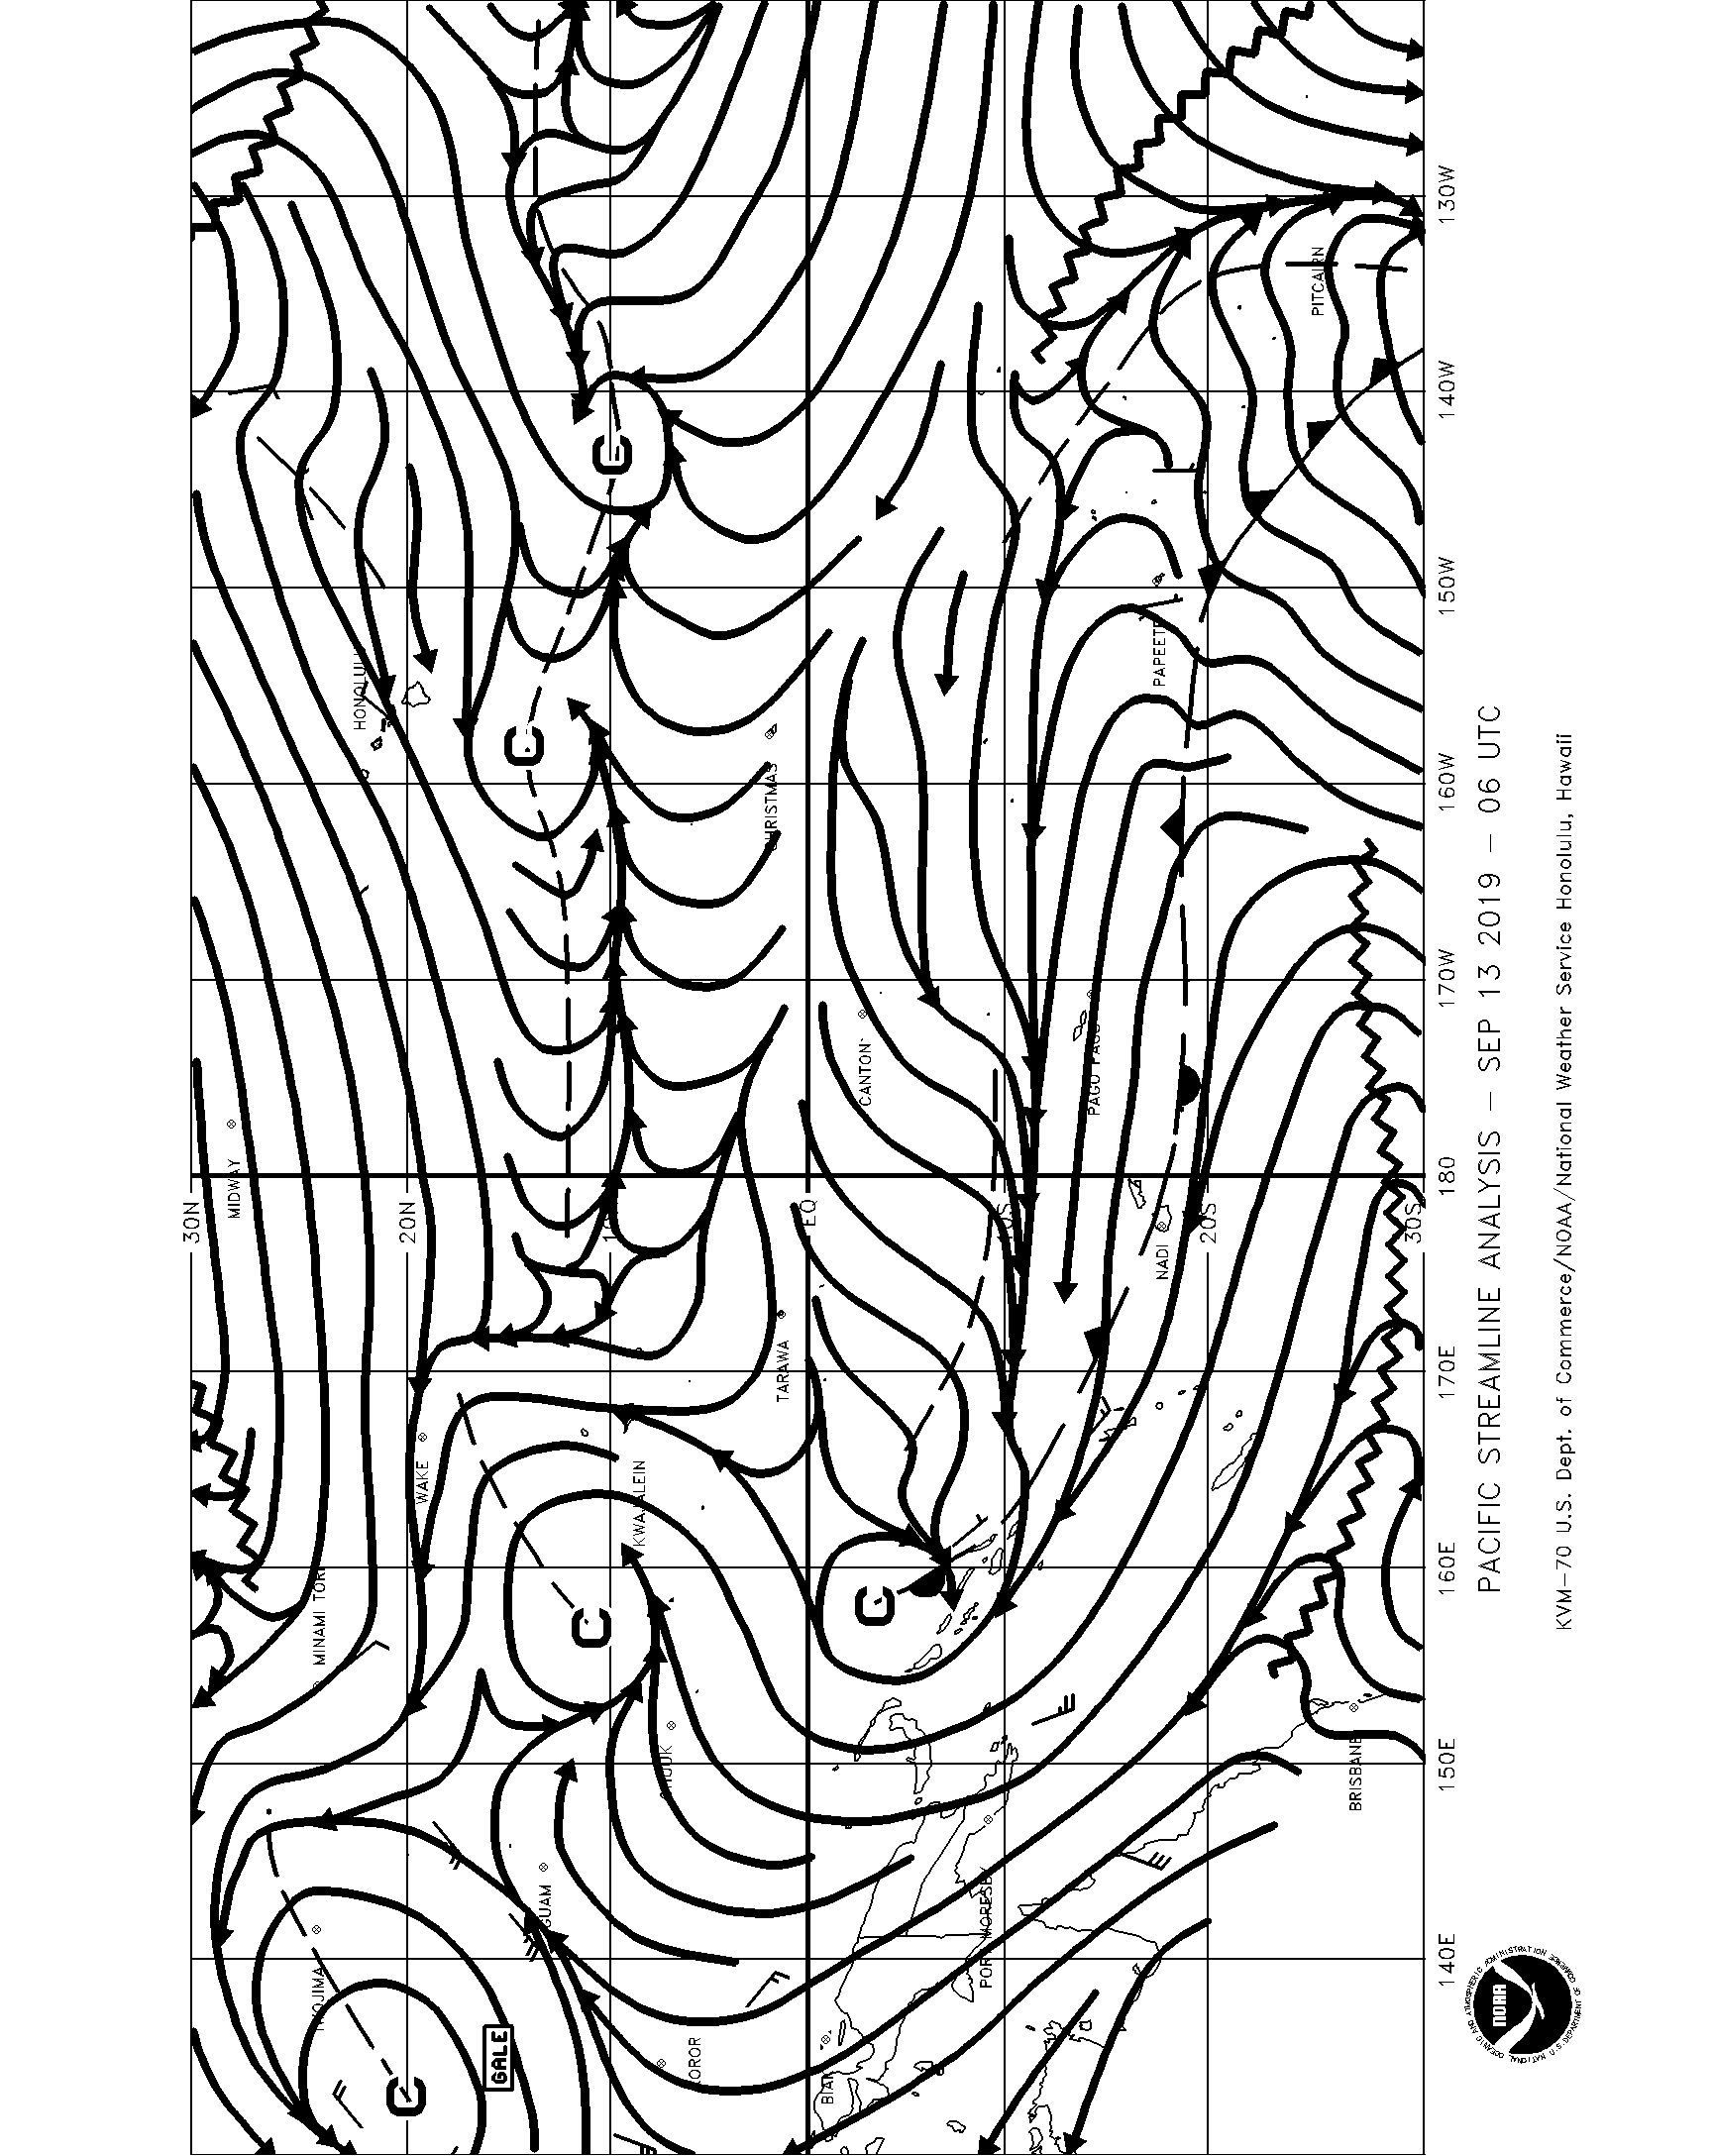 PACIFIC STREAMLINE ANALYSIS – SEP 13 2019 – 06 UTC
KVM–70 U.S. Dept. of Commerce/NOAA/National Weather Service Honolulu, Hawaii
140E
150E
160E
170E
180
170W
160W
150W
140W
130W
30N
20N
EQ
20S
30S
MIDWAY
HONOLULU
WAKE
MINAMI TORI
KWAJALEIN
GUAM
IWOJIMA
GALE
KOROR
BIAK
TARAWA
CHRISTMAS
CANTON
PAGO PAGO
PAPEETE
PITCAIRN
NADI
PORT MORESBY
BRISBANE
C
C
C
C
C
NOAA
NATIONAL OCEANIC AND ATMOSPHERIC ADMINISTRATION
U.S. DEPARTMENT OF COMMERCE